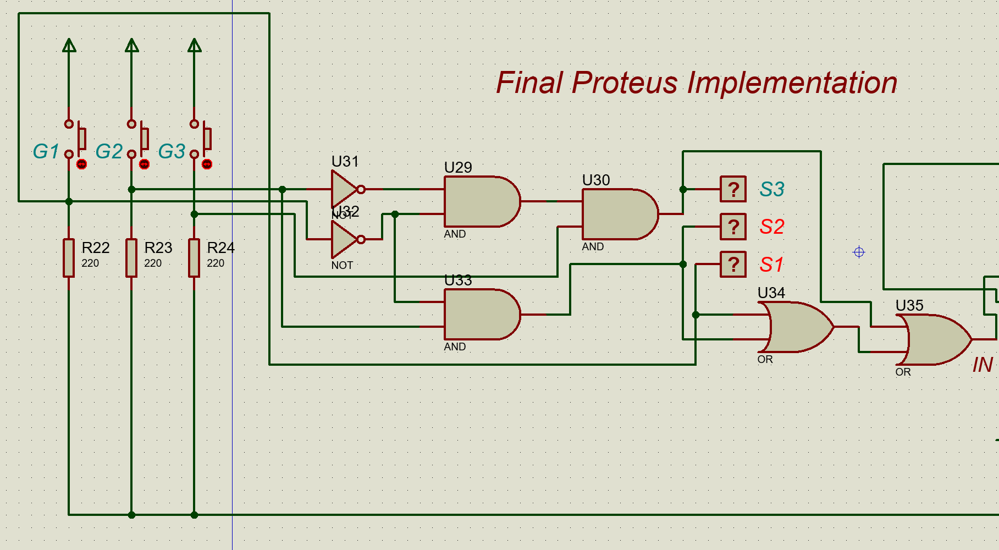 Final Proteus Implementation
G1
G2
G3
U31
NOT
U32
NOT
U29
AND
U30
AND
? S3
? S2
? S1
R22
220
R23
220
R24
220
U33
AND
U34
OR
U35
OR
IN